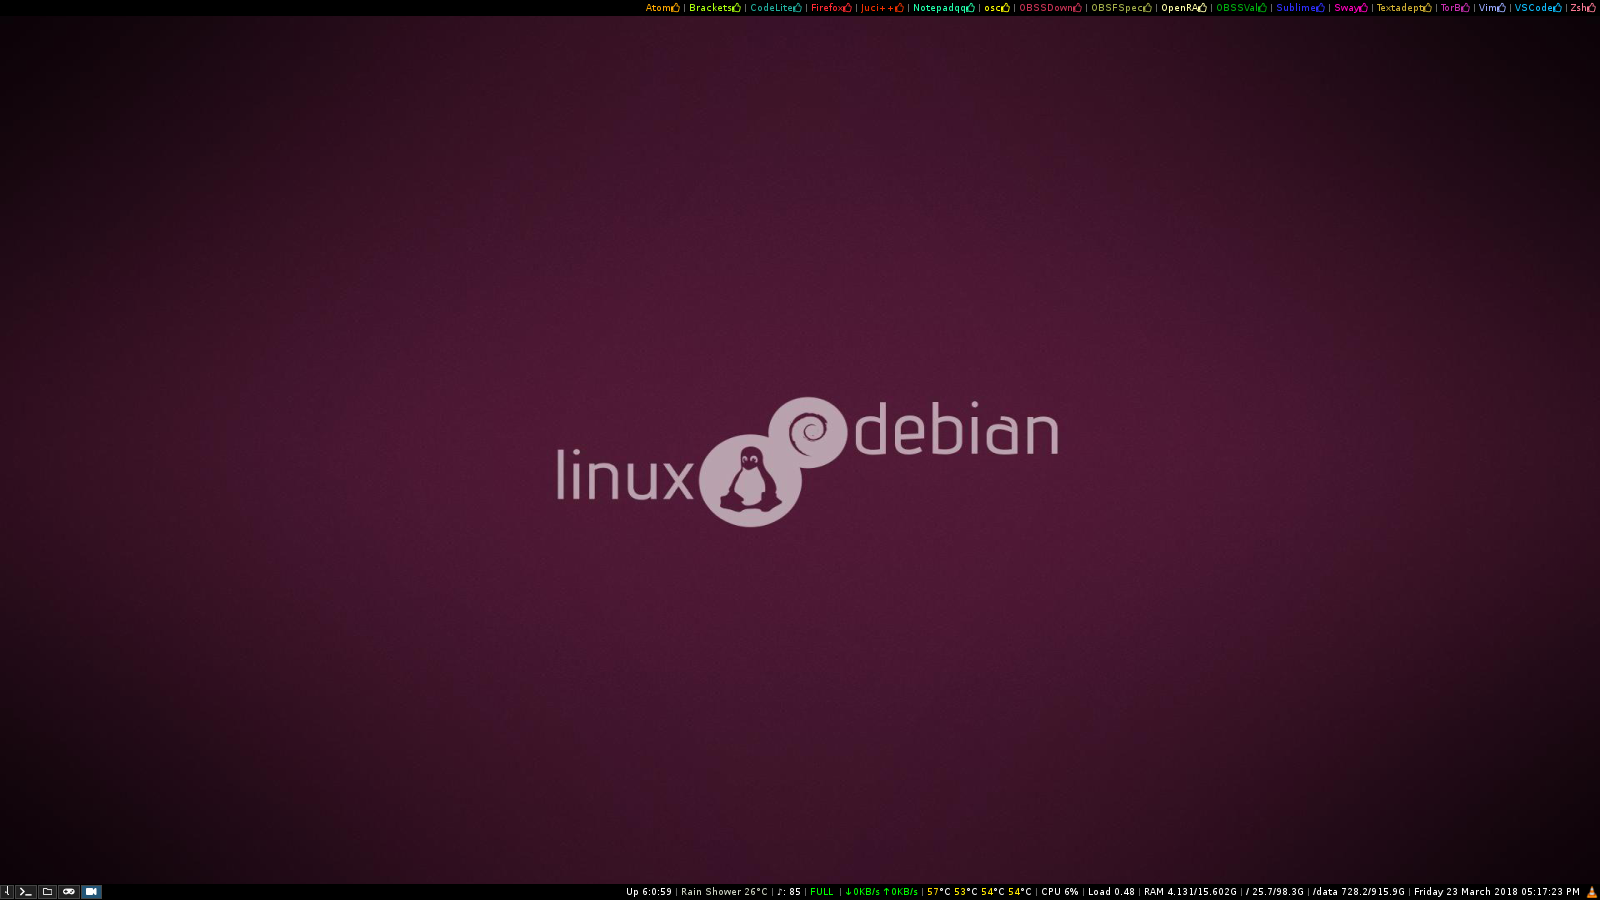 Atom | Brackets | CodeLite | Firefox | Juci++ | Notepadqq | osc | OBSSDown | OBSFSpec | OpenRA | OBSSVal | Sublime | Sway | Textadept | TorB | Vim | VSCode | Zsh
debian
linux
Up 6:0:59 | Rain Shower 26°C | ♪: 85 | FULL | ↓0KB/s ↑0KB/s | 57°C 53°C 54°C 54°C | CPU 6% | Load 0.48 | RAM 4.131/15.602G | / 25.7/98.3G | /data 728.2/915.9G | Friday 23 March 2018 05:17:23 PM